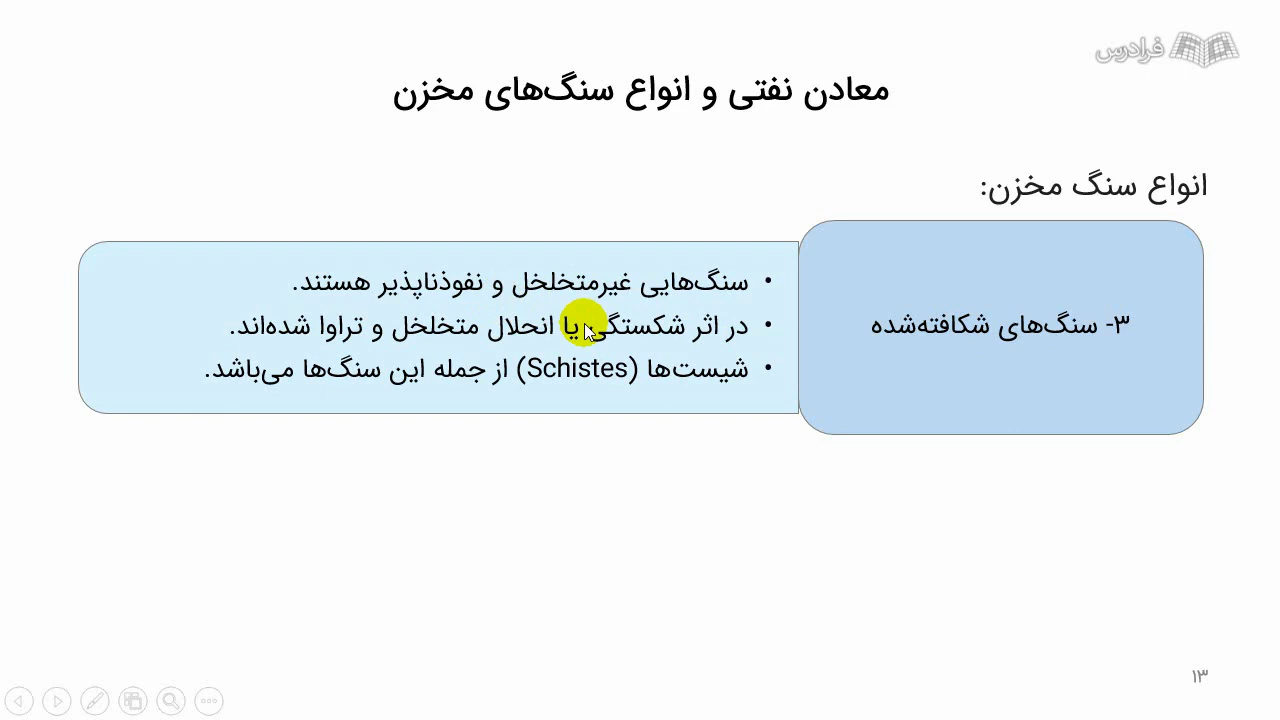 فرادرس
معادن نفتی و انواع سنگ‌های مخزن
انواع سنگ مخزن:
۳- سنگ‌های شکافته‌شده
• سنگ‌هایی غیرمتخلخل و نفوذناپذیر هستند.
• در اثر شکستگی یا انحلال متخلخل و تراوا شده‌اند.
• شیست‌ها (Schistes) از جمله این سنگ‌ها می‌باشد.
۱۳